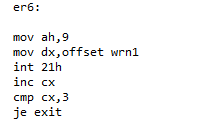 er6:
mov ah,9
mov dx,offset wrn1
int 21h
inc cx
cmp cx,3
je exit